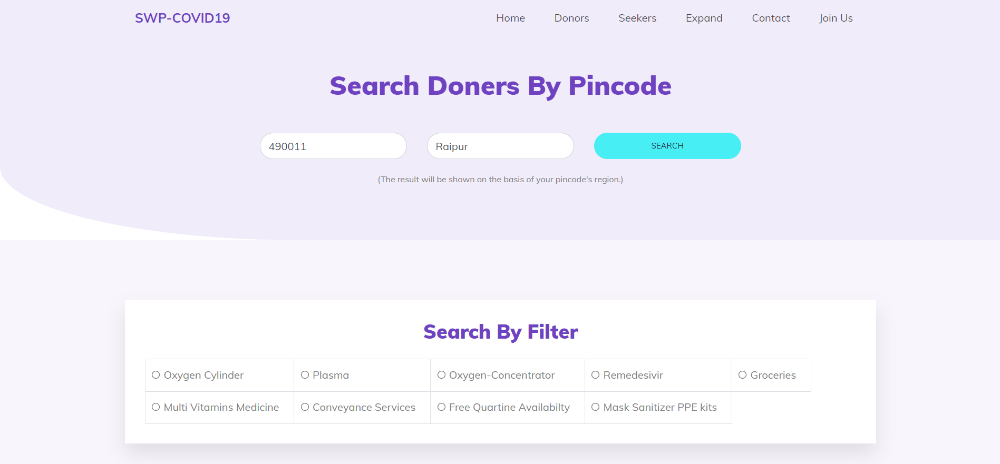 SWP-COVID19 Home Donors Seekers Expand Contact Join Us
Search Doners By Pincode
490011 Raipur SEARCH
(The result will be shown on the basis of your pincode's region.)
Search By Filter
Oxygen Cylinder Plasma Oxygen-Concentrator Remedesivir Groceries
Multi Vitamins Medicine Conveyance Services Free Quartine Availabilty Mask Sanitizer PPE kits